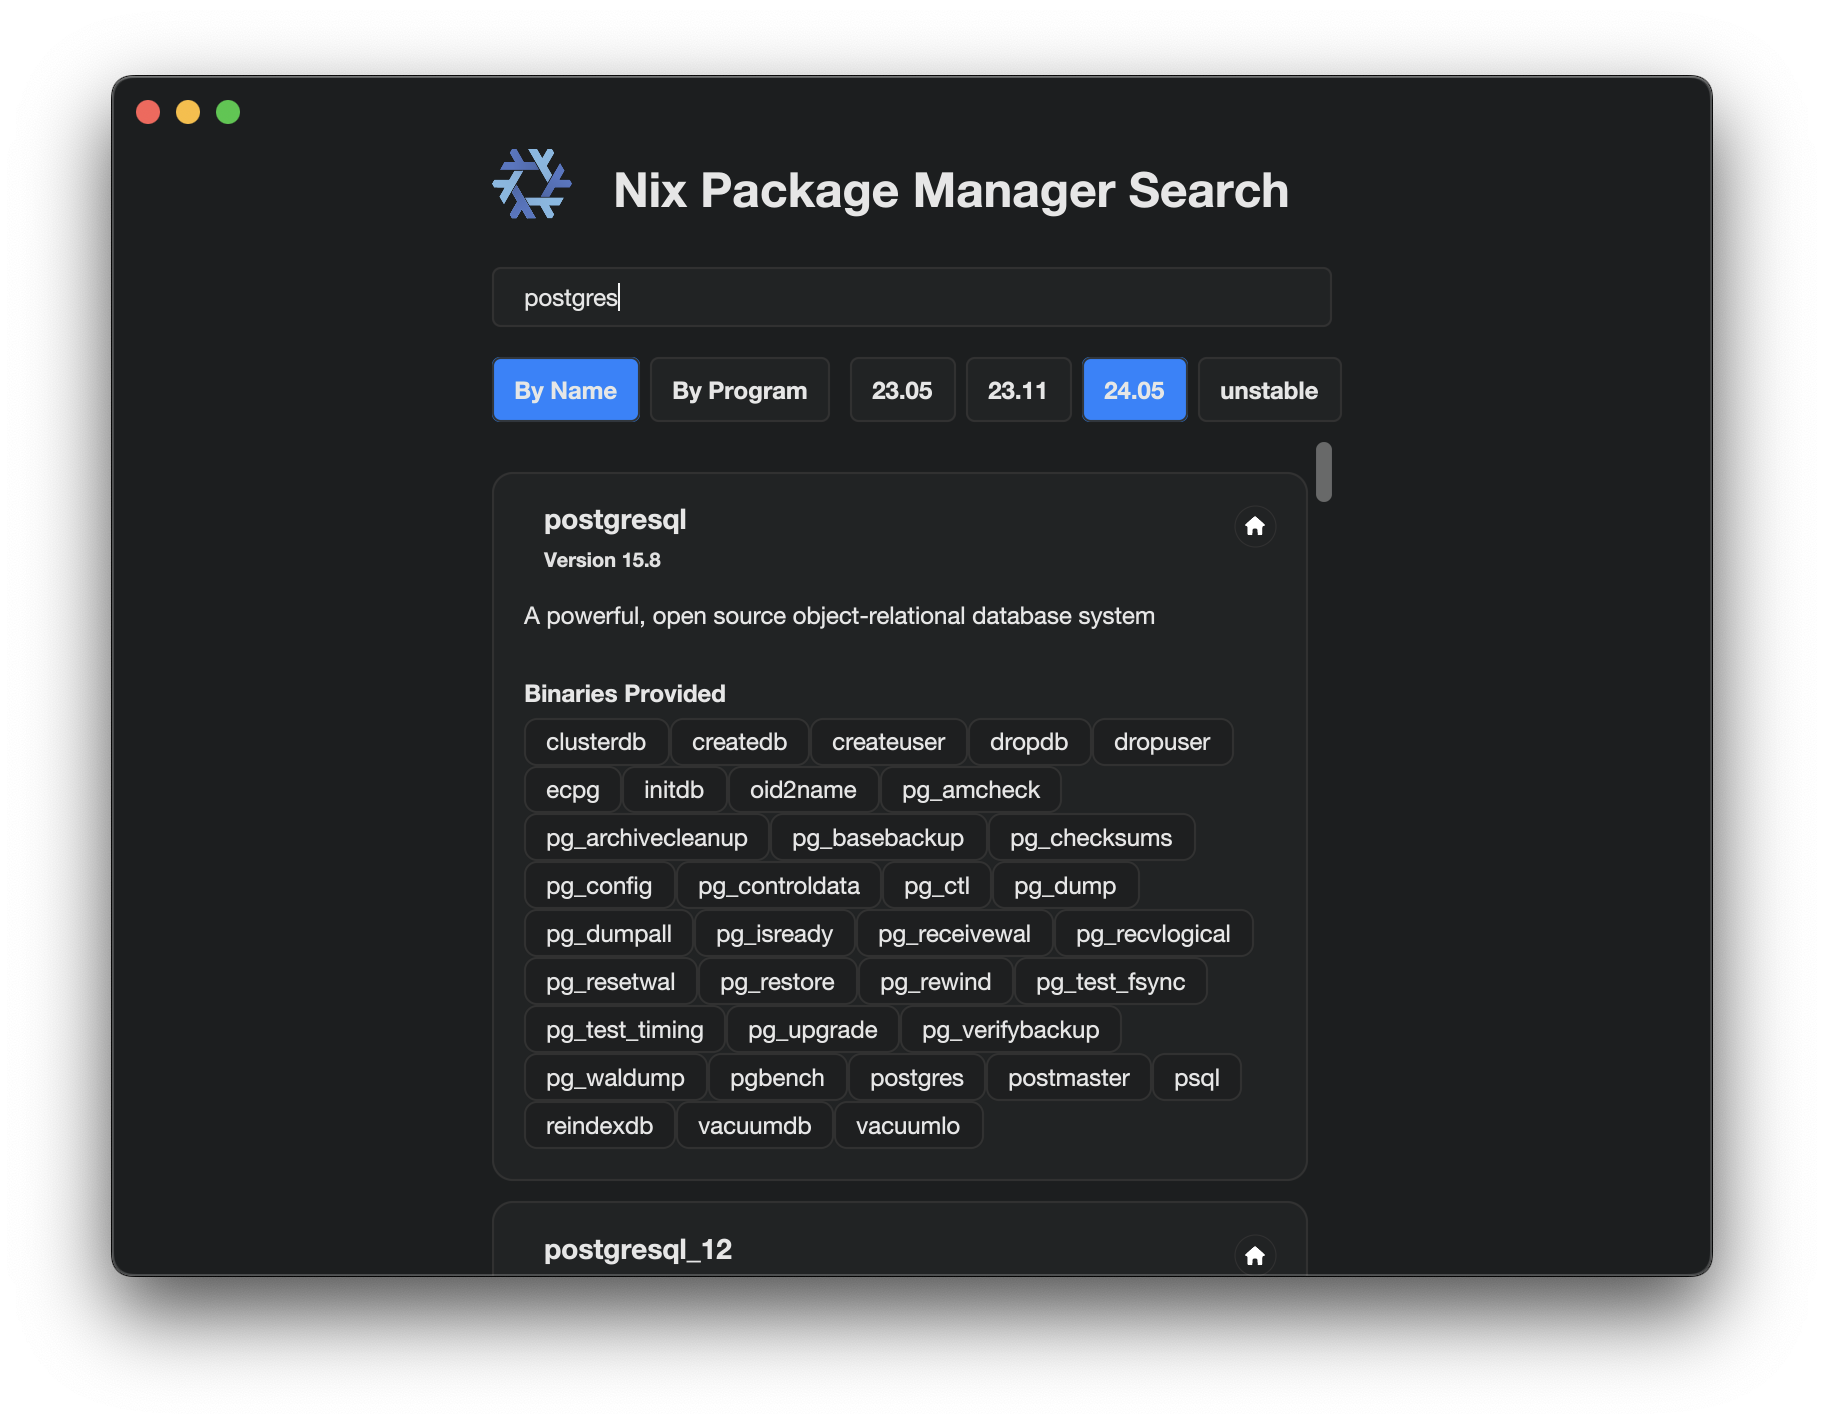 Nix Package Manager Search
postgres
By Name By Program 23.05 23.11 24.05 unstable
postgresql
Version 15.8
A powerful, open source object-relational database system
Binaries Provided
clusterdb createdb createuser dropdb dropuser
ecpg initdb oid2name pg_amcheck
pg_archivecleanup pg_basebackup pg_checksums
pg_config pg_controldata pg_ctl pg_dump
pg_dumpall pg_isready pg_receivewal pg_recvlogical
pg_resetwal pg_restore pg_rewind pg_test_fsync
pg_test_timing pg_upgrade pg_verifybackup
pg_waldump pgbench postgres postmaster psql
reindexdb vacuumdb vacuumlo
postgresql_12